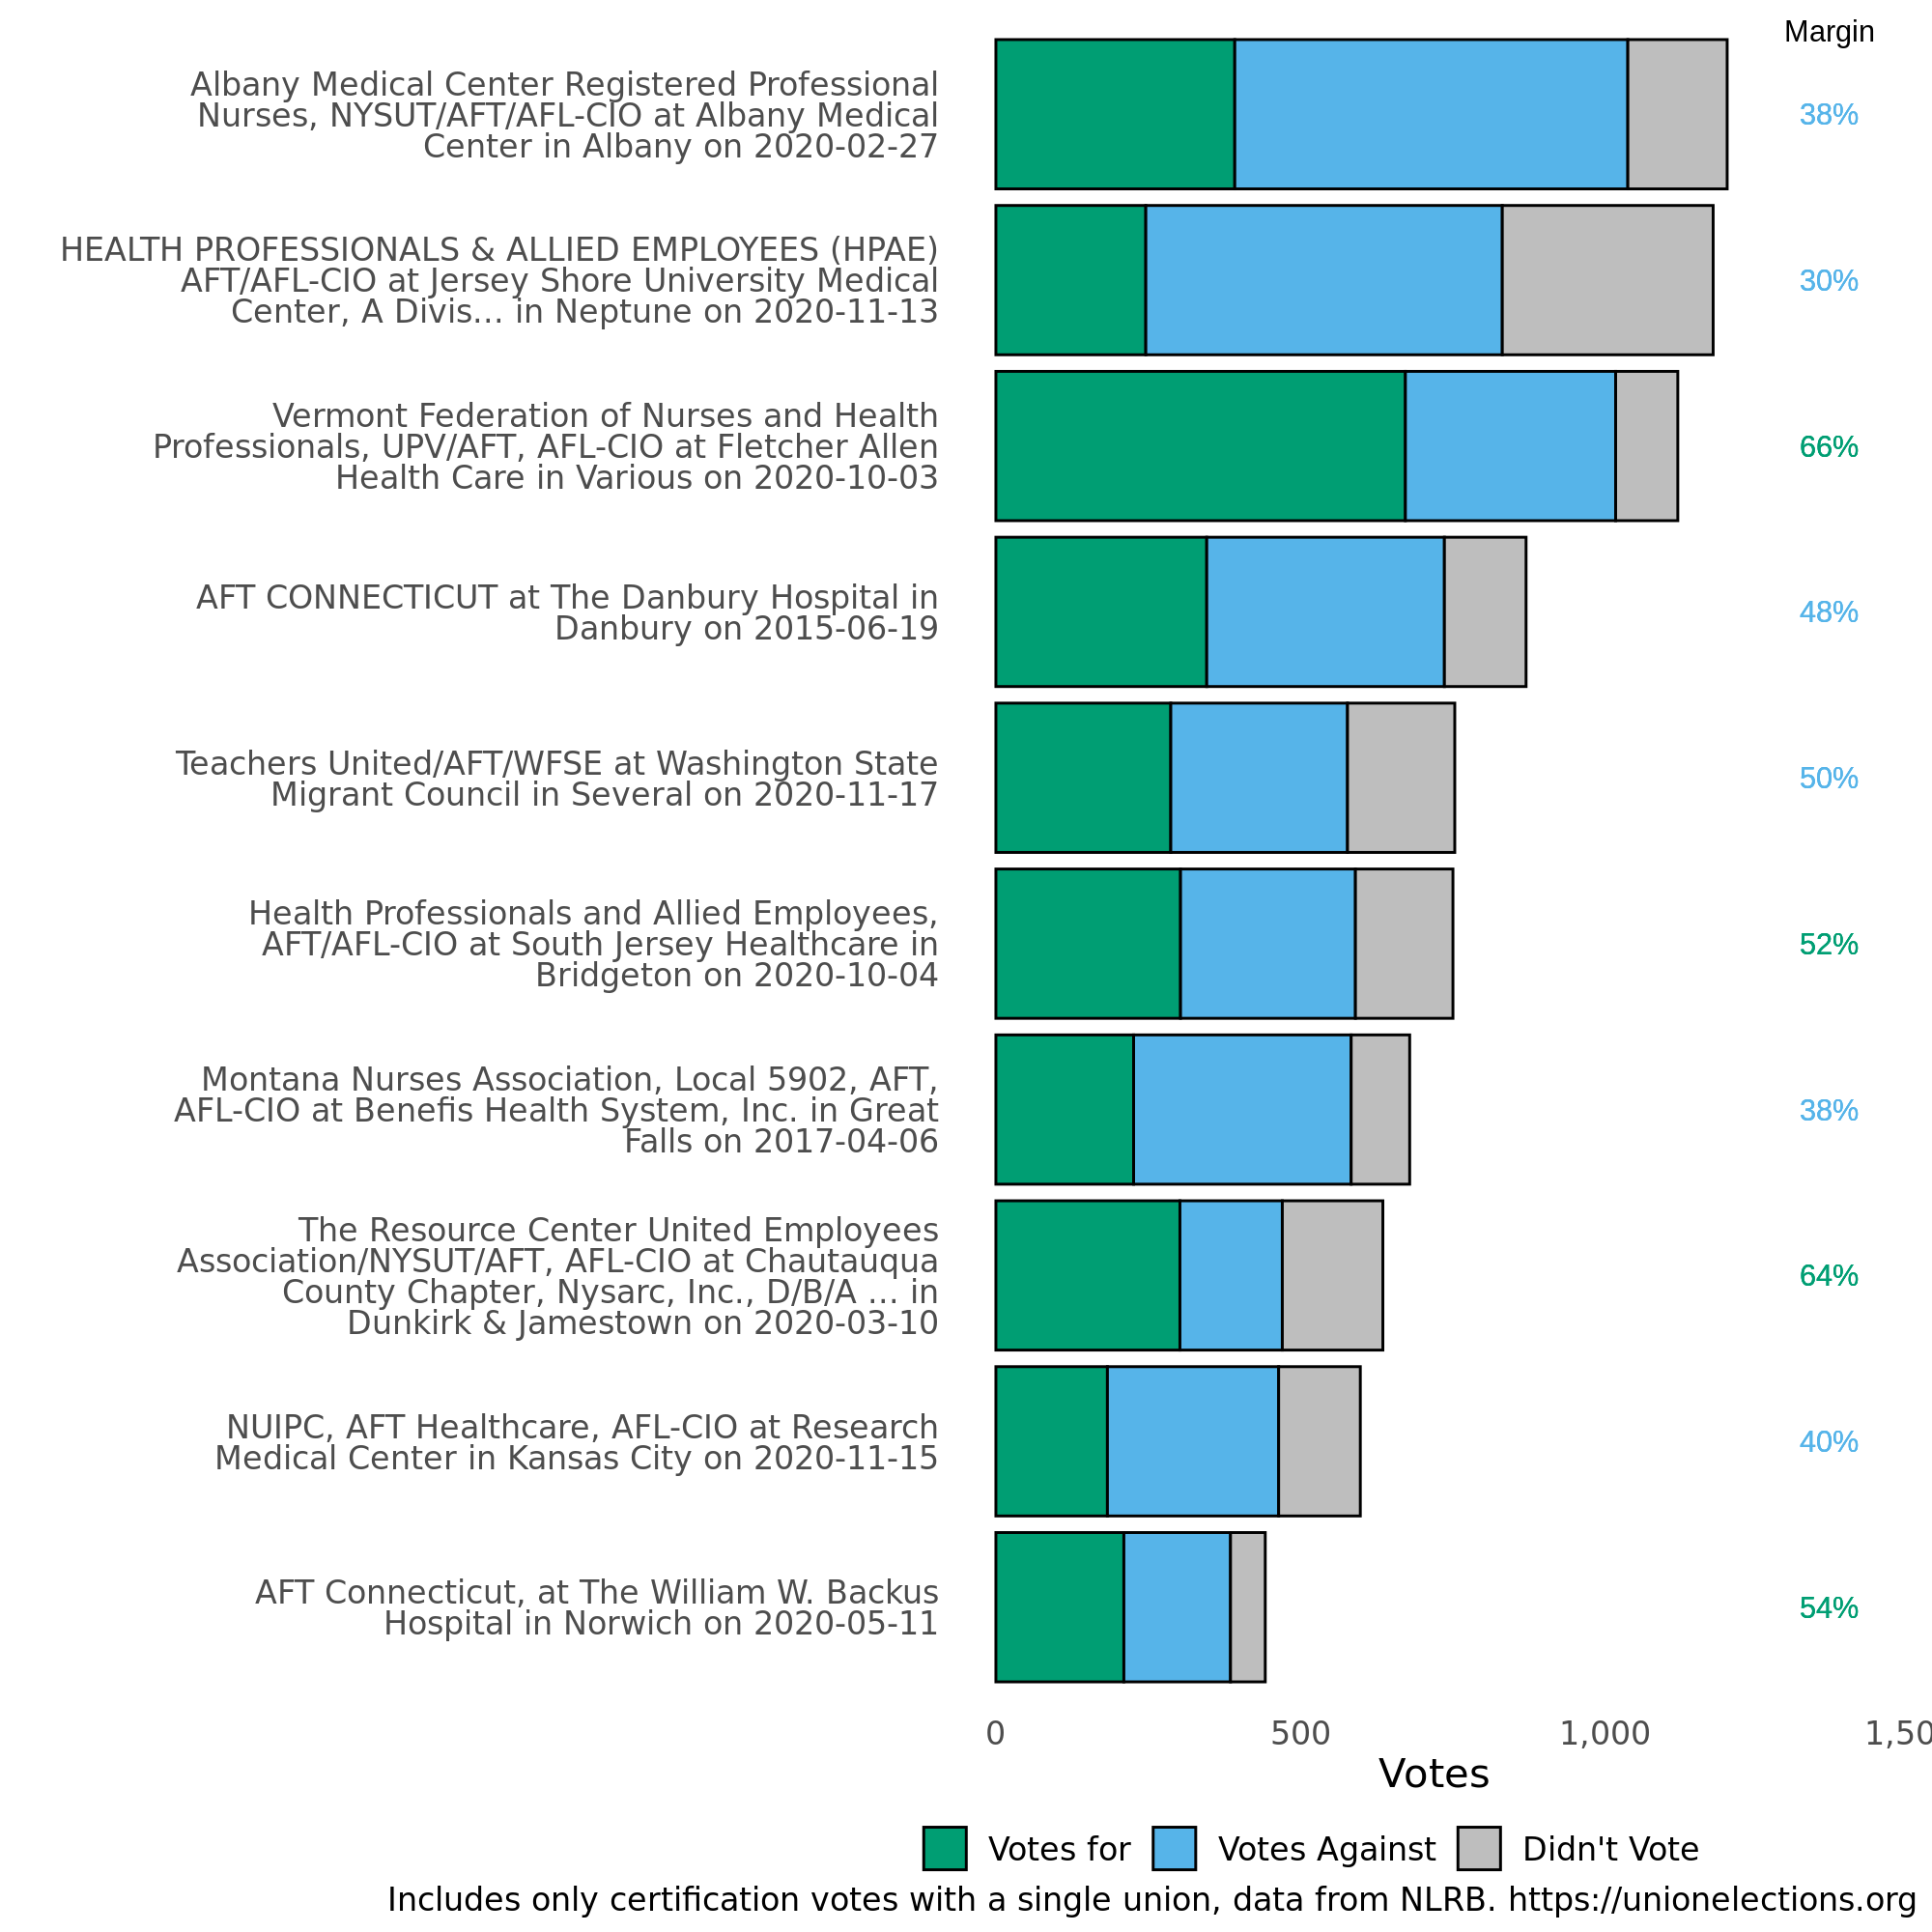 Margin
Albany Medical Center Registered Professional
Nurses, NYSUT/AFT/AFL-CIO at Albany Medical
Center in Albany on 2020-02-27
38%
HEALTH PROFESSIONALS & ALLIED EMPLOYEES (HPAE)
AFT/AFL-CIO at Jersey Shore University Medical
Center, A Divis... in Neptune on 2020-11-13
30%
Vermont Federation of Nurses and Health
Professionals, UPV/AFT, AFL-CIO at Fletcher Allen
Health Care in Various on 2020-10-03
66%
AFT CONNECTICUT at The Danbury Hospital in
Danbury on 2015-06-19
48%
Teachers United/AFT/WFSE at Washington State
Migrant Council in Several on 2020-11-17
50%
Health Professionals and Allied Employees,
AFT/AFL-CIO at South Jersey Healthcare in
Bridgeton on 2020-10-04
52%
Montana Nurses Association, Local 5902, AFT,
AFL-CIO at Benefis Health System, Inc. in Great
Falls on 2017-04-06
38%
The Resource Center United Employees
Association/NYSUT/AFT, AFL-CIO at Chautauqua
County Chapter, Nysarc, Inc., D/B/A ... in
Dunkirk & Jamestown on 2020-03-10
64%
NUIPC, AFT Healthcare, AFL-CIO at Research
Medical Center in Kansas City on 2020-11-15
40%
AFT Connecticut, at The William W. Backus
Hospital in Norwich on 2020-05-11
54%
0 500 1,000 1,50
Votes
Votes for Votes Against Didn't Vote
Includes only certification votes with a single union, data from NLRB. https://unionelections.org